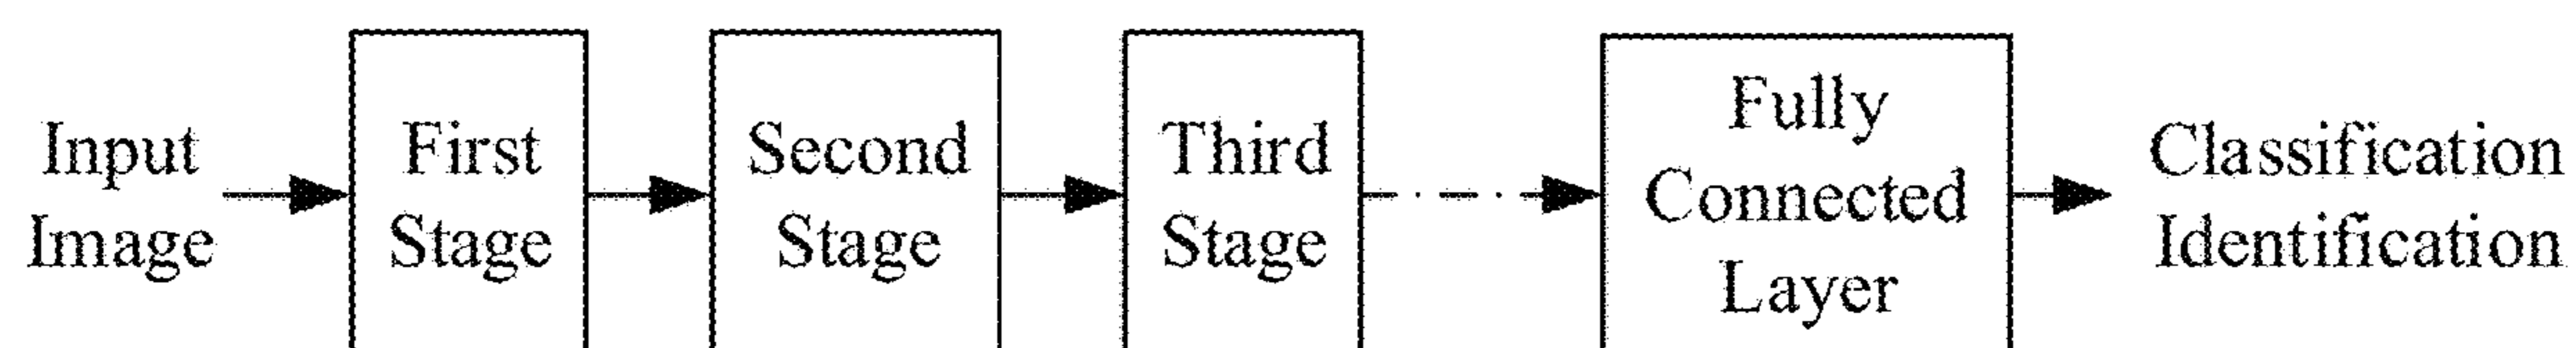 Input
Image
First
Stage
Second
Stage
Third
Stage
Fully
Connected
Layer
Classification
Identification